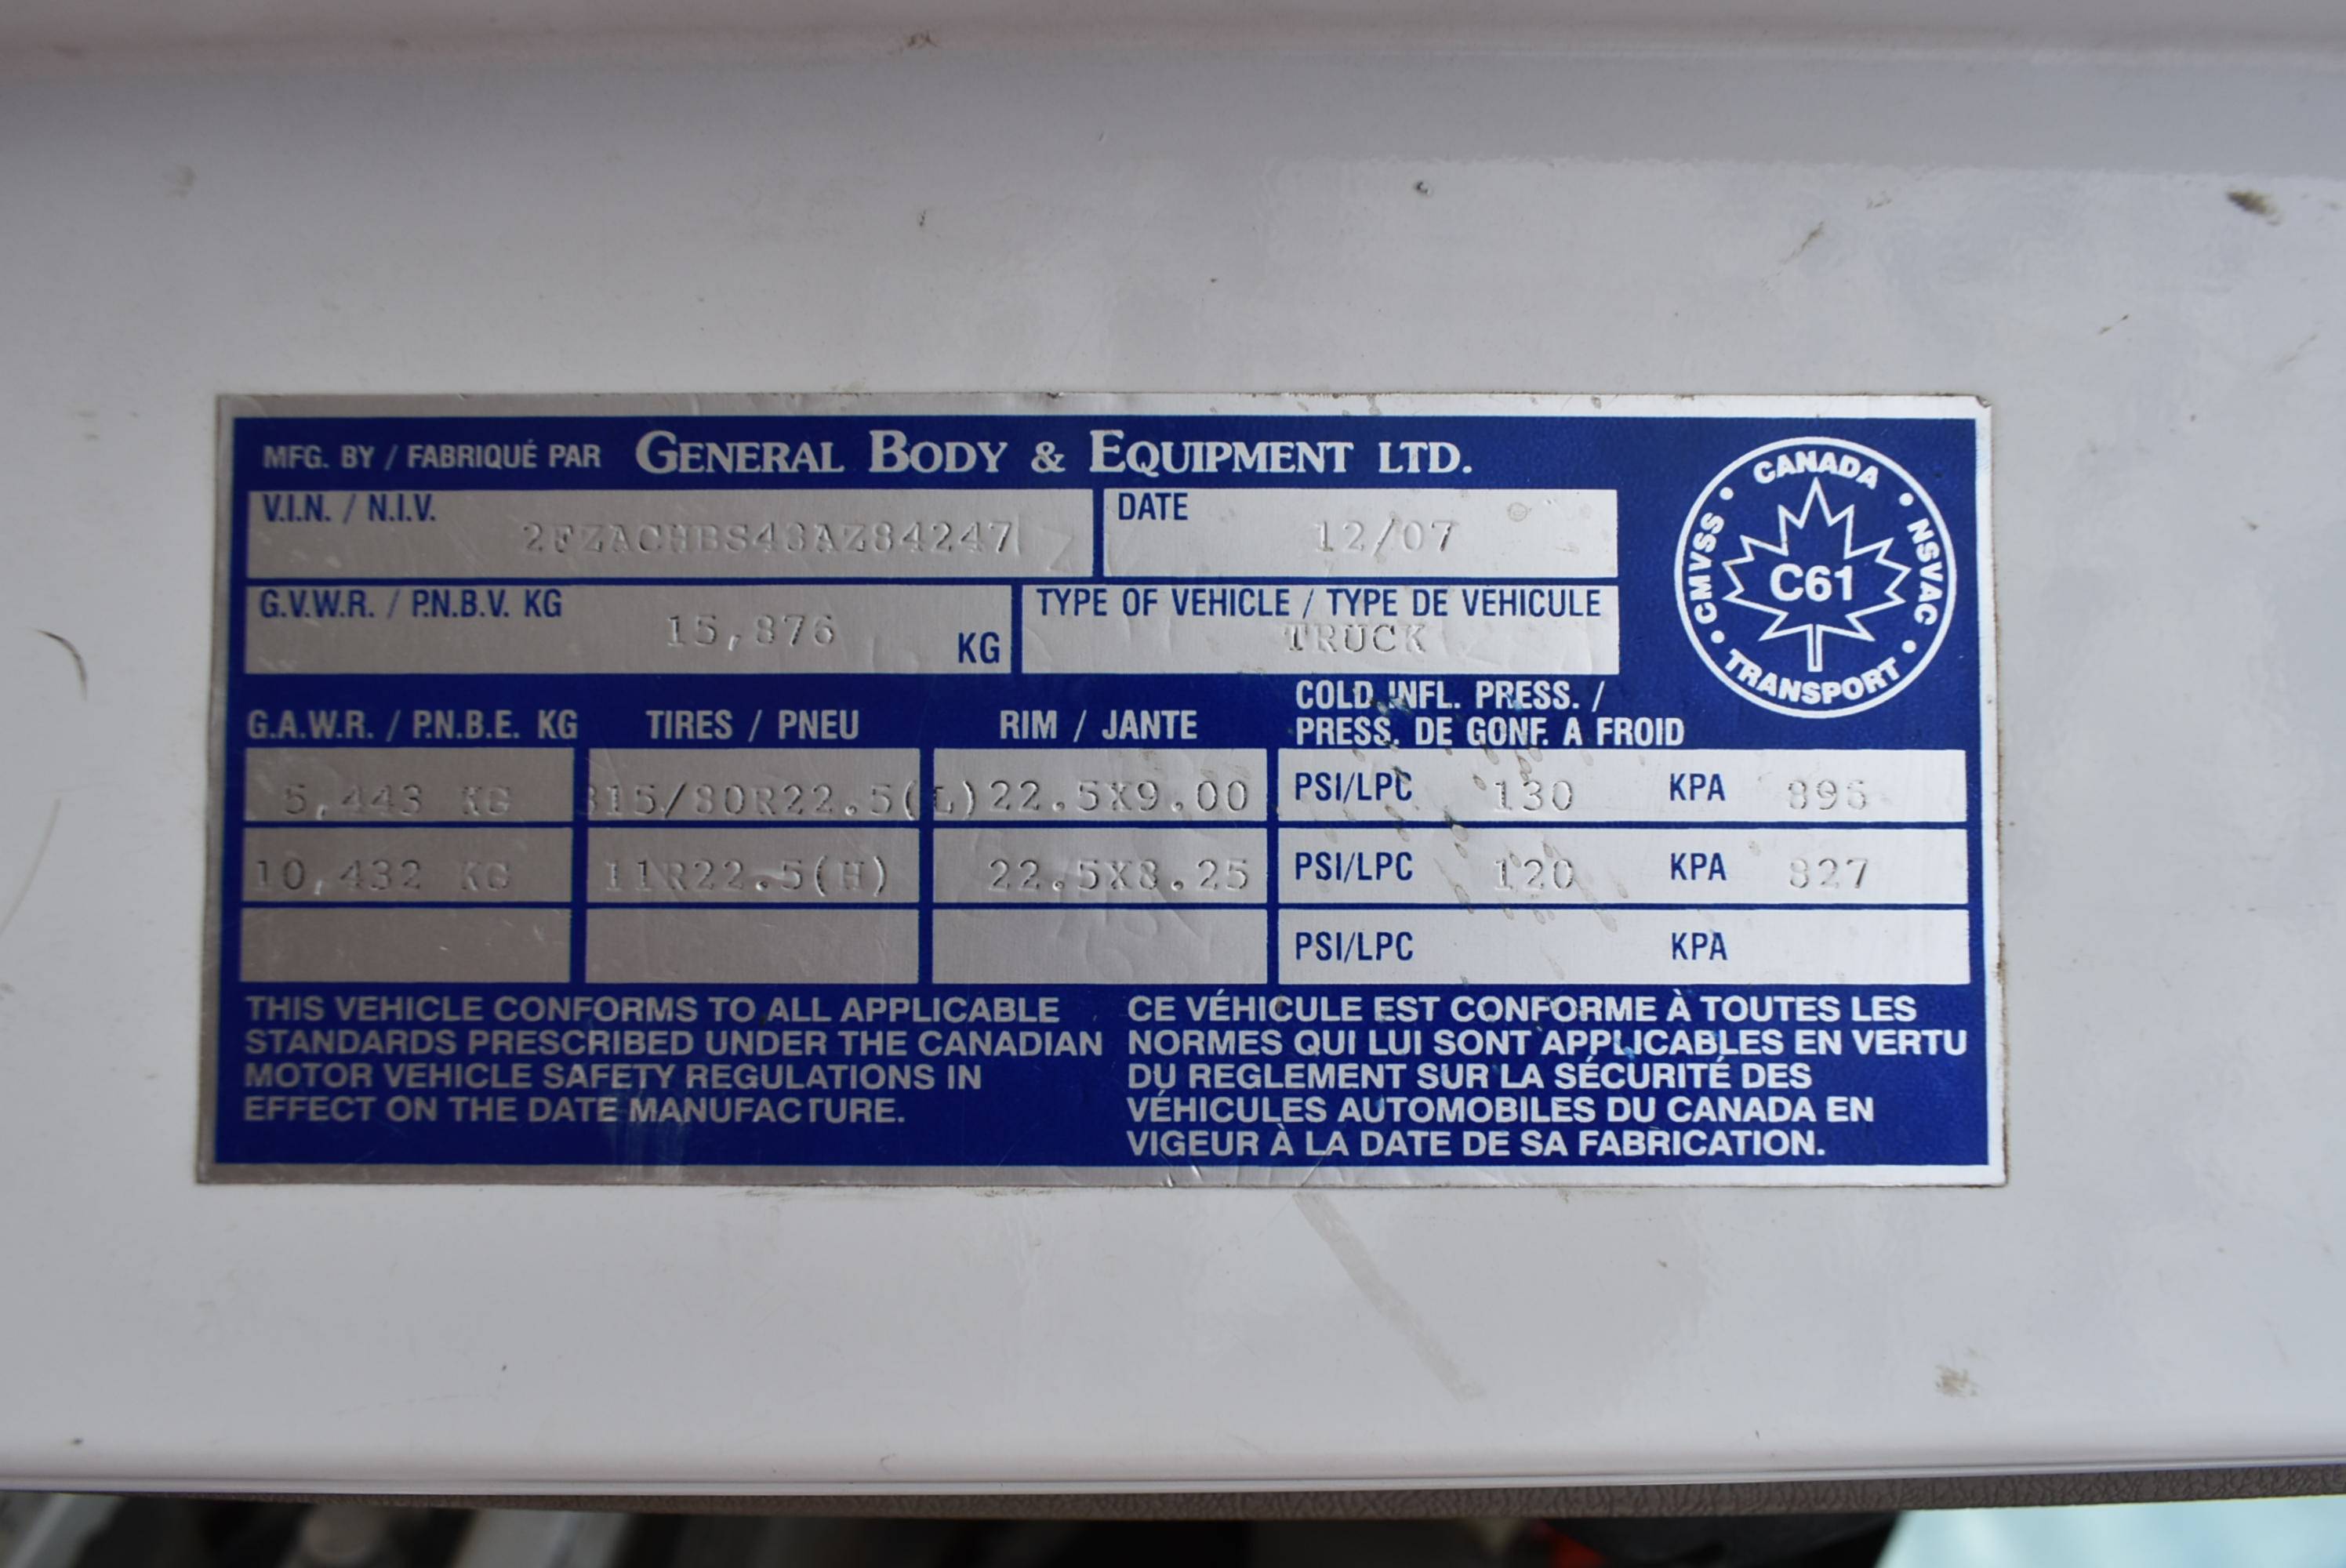 MFG. BY / FABRIQUÉ PAR GENERAL BODY & EQUIPMENT LTD.
V.I.N. / N.I.V. 2FZACHBS48AZ84247 DATE 12/07
G.V.W.R. / P.N.B.V. KG 15,876 KG TYPE OF VEHICLE / TYPE DE VEHICULE TRUCK
CANADA • NSVAC • TRANSPORT • CMVSS •
C61
G.A.W.R. / P.N.B.E. KG TIRES / PNEU RIM / JANTE COLD INFL. PRESS. /
PRESS. DE GONF. A FROID
5,443 KG 315/80R22.5(L) 22.5X9.00 PSI/LPC 130 KPA 896
10,432 KG 11R22.5(H) 22.5X8.25 PSI/LPC 120 KPA 827
PSI/LPC KPA
THIS VEHICLE CONFORMS TO ALL APPLICABLE
STANDARDS PRESCRIBED UNDER THE CANADIAN
MOTOR VEHICLE SAFETY REGULATIONS IN
EFFECT ON THE DATE MANUFACTURE.
CE VÉHICULE EST CONFORME À TOUTES LES
NORMES QUI LUI SONT APPLICABLES EN VERTU
DU REGLEMENT SUR LA SÉCURITÉ DES
VÉHICULES AUTOMOBILES DU CANADA EN
VIGEUR À LA DATE DE SA FABRICATION.